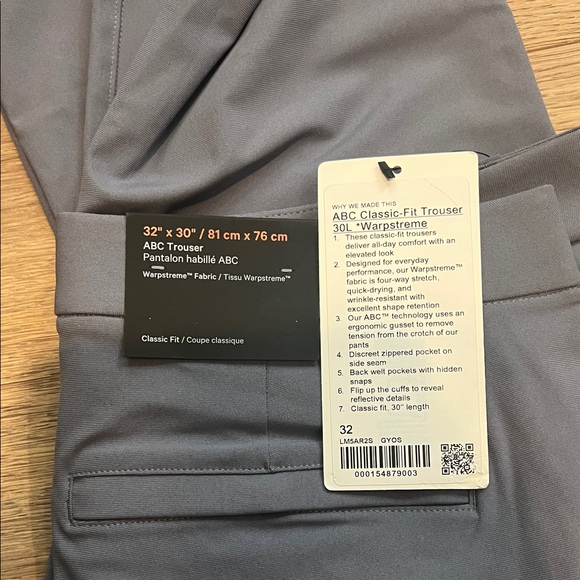 32" x 30" / 81 cm x 76 cm
ABC Trouser
Pantalon habillé ABC
Warpstreme™ Fabric / Tissu Warpstreme™
Classic Fit / Coupe classique
WHY WE MADE THIS
ABC Classic-Fit Trouser
30L *Warpstreme
1. These classic-fit trousers
deliver all-day comfort with an
elevated look
2. Designed for everyday
performance, our Warpstreme™
fabric is four-way stretch,
quick-drying, and
wrinkle-resistant with
excellent shape retention
3. Our ABC™ technology uses an
ergonomic gusset to remove
tension from the crotch of our
pants
4. Discreet zippered pocket on
side seam
5. Back welt pockets with hidden
snaps
6. Flip up the cuffs to reveal
reflective details
7. Classic fit, 30" length
32
LM5AR2S GYOS
000154879003